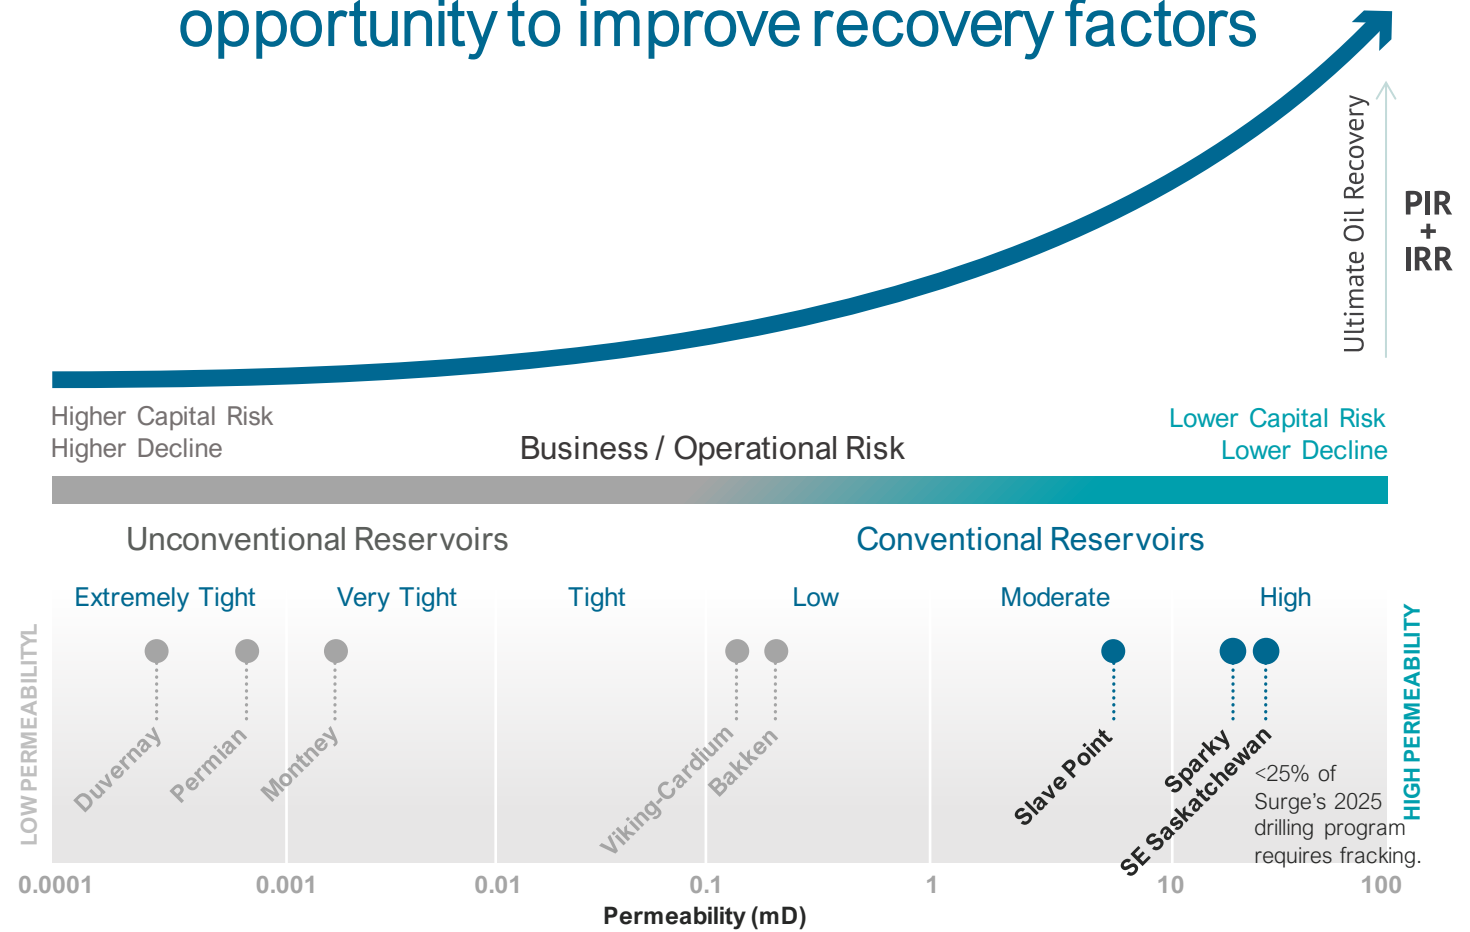 opportunity to improve recovery factors
Ultimate Oil Recovery
PIR
+
IRR
Higher Capital Risk
Higher Decline
Business / Operational Risk
Lower Capital Risk
Lower Decline
Unconventional Reservoirs
Conventional Reservoirs
Extremely Tight
Very Tight
Tight
Low
Moderate
High
LOW PERMEABILITYL
HIGH PERMEABILITY
Duvernay
Permian
Montney
Viking-Cardium
Bakken
Slave Point
Sparky
SE Saskatchewan
<25% of
Surge's 2025
drilling program
requires fracking.
0.0001
0.001
0.01
0.1
1
10
100
Permeability (mD)